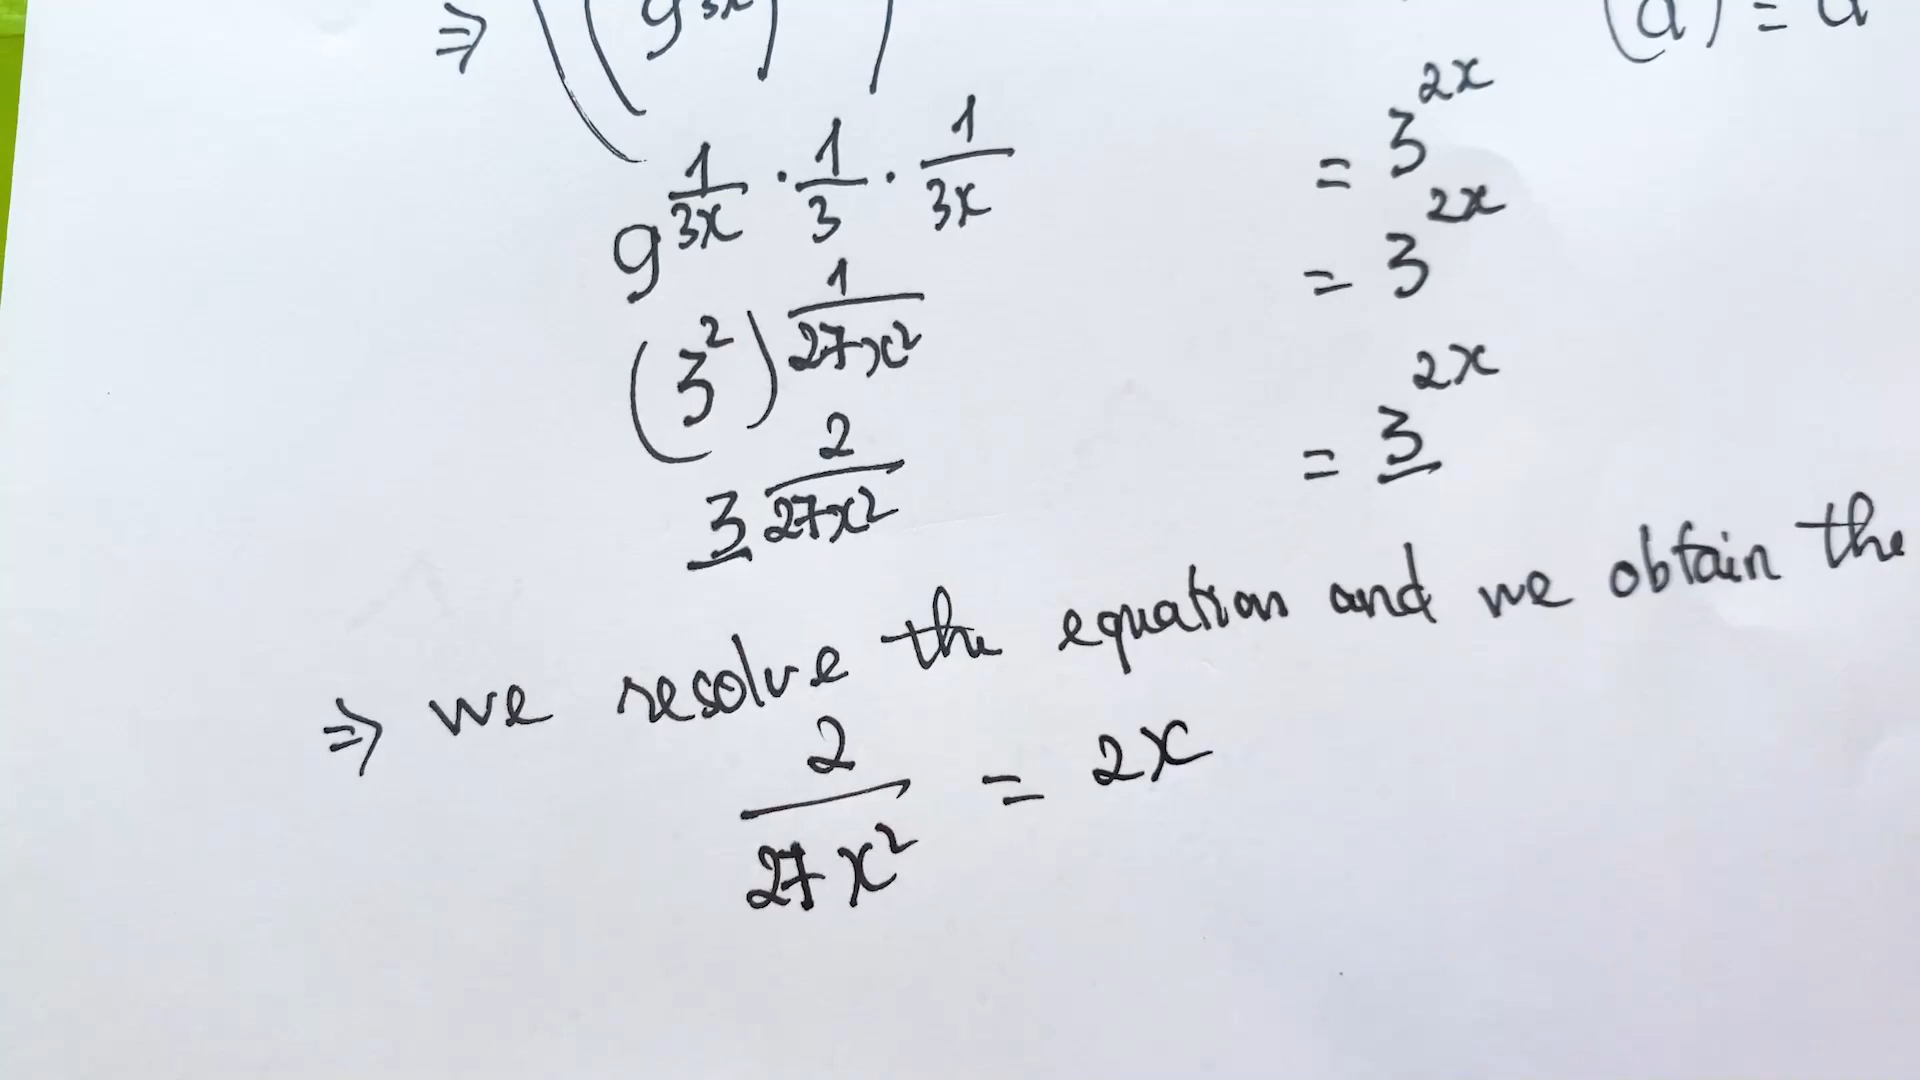 ⇒ ((9^
(a) = a
9^(1/3x · 1/3 · 1/3x) = 3^(2x)
(3^2)^(1/27x^2) = 3^(2x)
3^(2/27x^2) = 3^(2x)
⇒ we resolve the equation and we obtain the
2/27x^2 = 2x